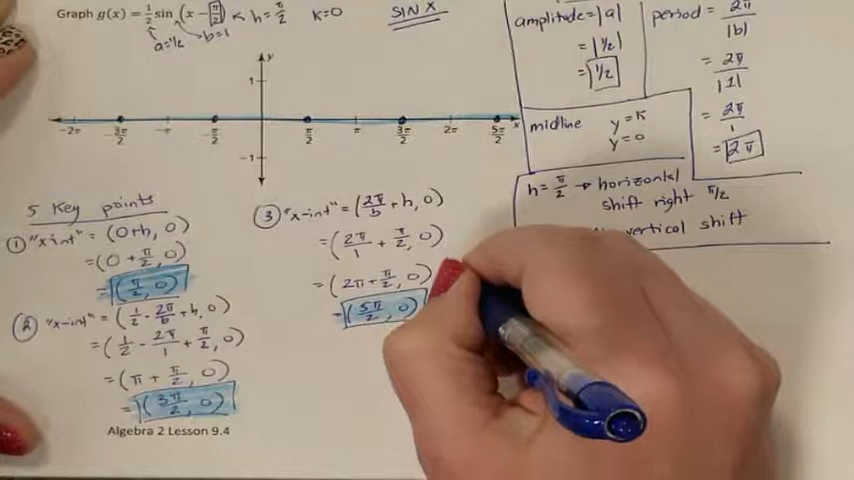 Graph g(x) = 1/2 sin (x - π/2) < h = π/2 K=0 SIN X
a=1/2 b=1
y
1
-2π -3π/2 -π -π/2 π/2 π 3π/2 2π 5π/2 x
-1
amplitude = |a|
= |1/2|
= 1/2
period = 2π/|b|
= 2π/|1|
= 2π/1
= 2π
midline y = K
y = 0
h = π/2 → horizontal
shift right π/2
vertical shift
5 Key points
① "x-int" = (0+h, 0)
= (0 + π/2, 0)
= (π/2, 0)
② "x-int" = (1/2 · 2π/b + h, 0)
= (1/2 · 2π/1 + π/2, 0)
= (π + π/2, 0)
= (3π/2, 0)
③ "x-int" = (2π/b + h, 0)
= (2π/1 + π/2, 0)
= (2π + π/2, 0)
= (5π/2, 0)
Algebra 2 Lesson 9.4